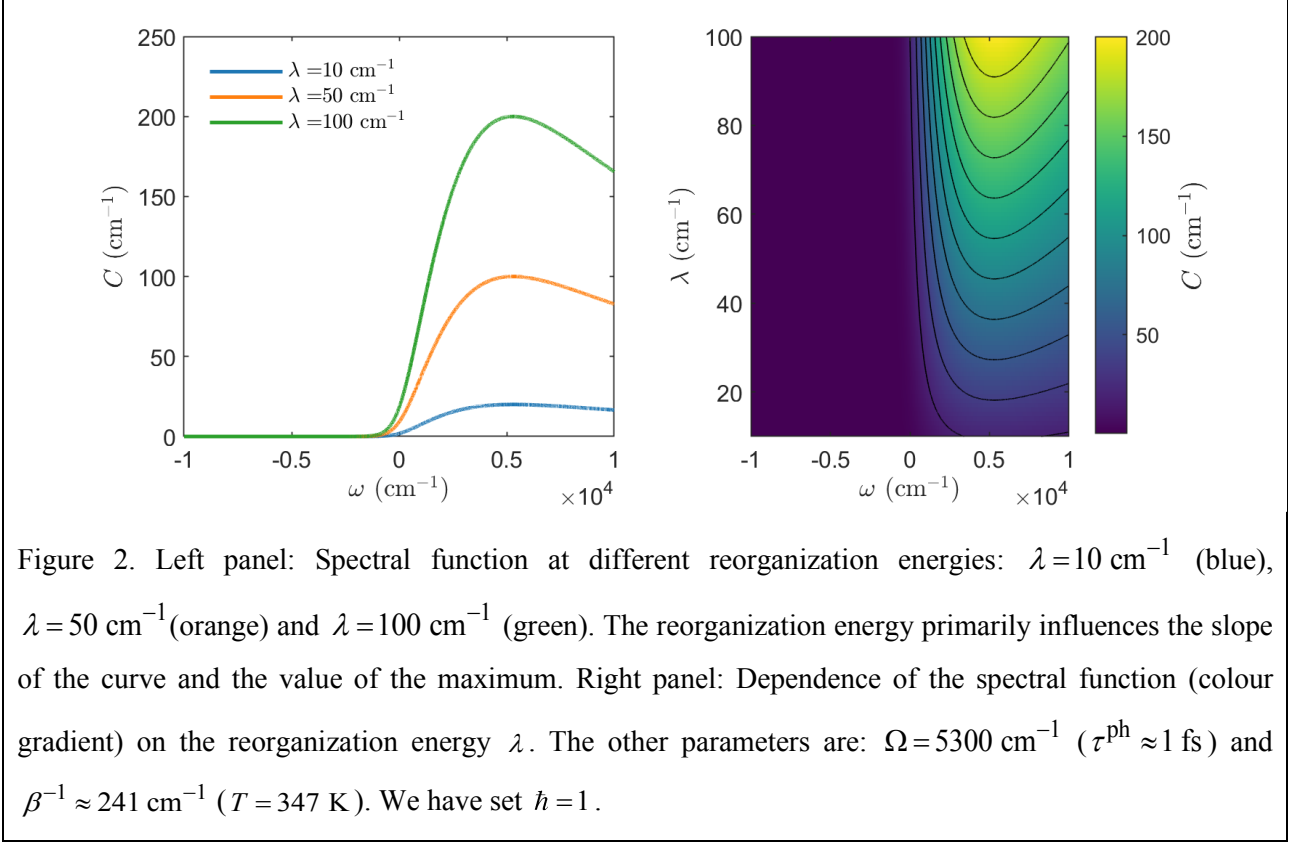 250
200
150
100
50
0
C (cm⁻¹)
λ =10 cm⁻¹
λ =50 cm⁻¹
λ =100 cm⁻¹
-1 -0.5 0 0.5 1
ω (cm⁻¹)
×10⁴
100
80
60
40
20
λ (cm⁻¹)
-1 -0.5 0 0.5 1
ω (cm⁻¹)
×10⁴
200
150
100
50
C (cm⁻¹)
Figure 2. Left panel: Spectral function at different reorganization energies: λ = 10 cm⁻¹ (blue),
λ = 50 cm⁻¹(orange) and λ = 100 cm⁻¹ (green). The reorganization energy primarily influences the slope
of the curve and the value of the maximum. Right panel: Dependence of the spectral function (colour
gradient) on the reorganization energy λ. The other parameters are: Ω = 5300 cm⁻¹ (τᵖʰ ≈ 1 fs) and
β⁻¹ ≈ 241 cm⁻¹ (T = 347 K). We have set ħ = 1.